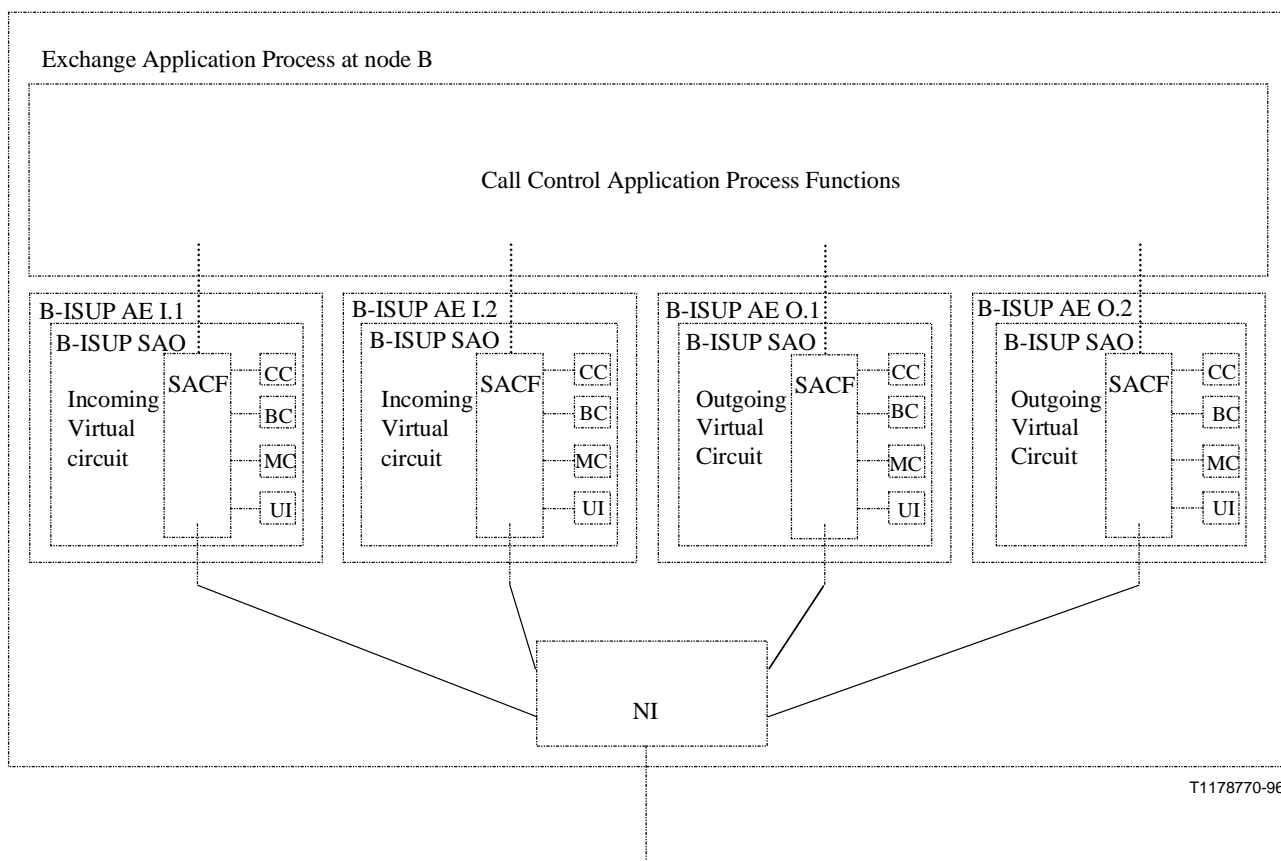 Exchange Application Process at node B
Call Control Application Process Functions
B-ISUP AE I.1
B-ISUP SAO
SACF
Incoming
Virtual
circuit
CC
BC
MC
UI
B-ISUP AE I.2
B-ISUP SAO
SACF
Incoming
Virtual
circuit
CC
BC
MC
UI
B-ISUP AE O.1
B-ISUP SAO
SACF
Outgoing
Virtual
Circuit
CC
BC
MC
UI
B-ISUP AE O.2
B-ISUP SAO
SACF
Outgoing
Virtual
Circuit
CC
BC
MC
UI
NI
T1178770-96